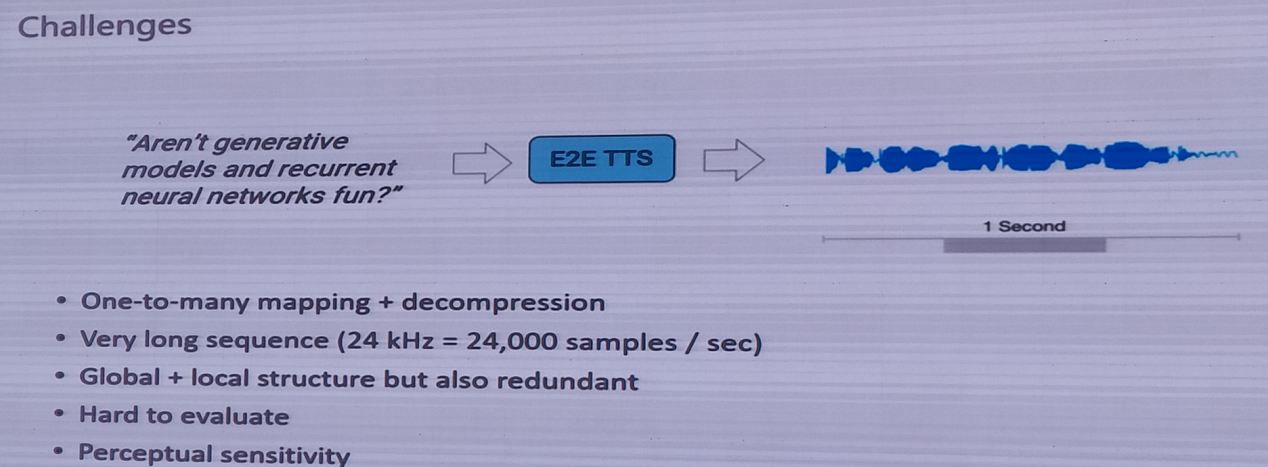 Challenges
"Aren't generative
models and recurrent
neural networks fun?"
E2E TTS
1 Second
• One-to-many mapping + decompression
• Very long sequence (24 kHz = 24,000 samples / sec)
• Global + local structure but also redundant
• Hard to evaluate
• Perceptual sensitivity